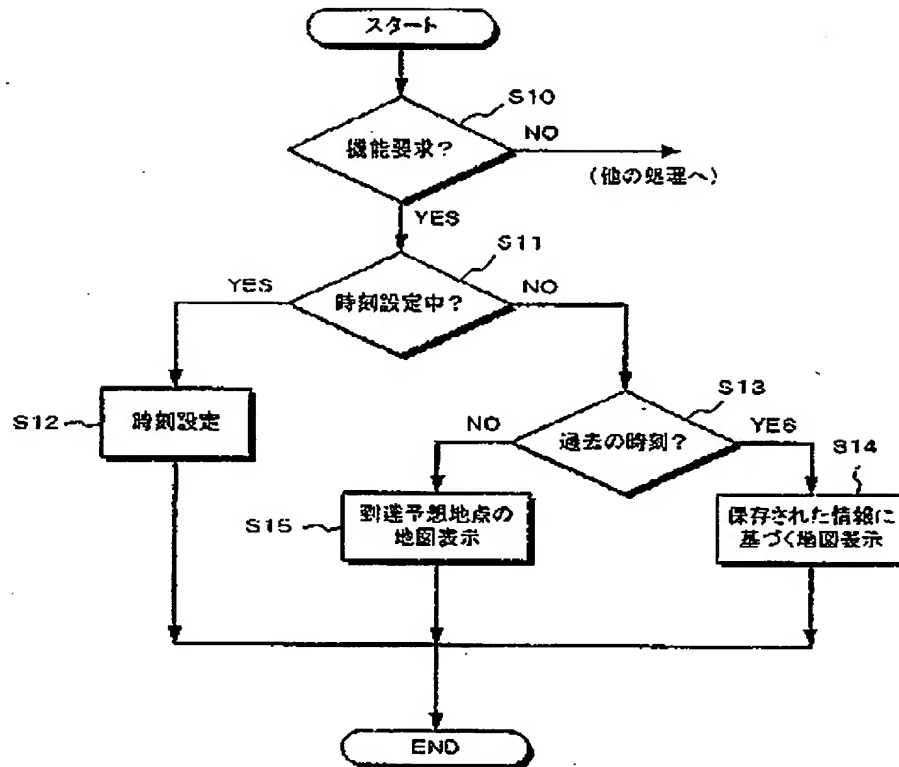 スタート
S10
機能要求?
NO
(他の処理へ)
YES
S11
YES
時刻設定中?
NO
S12
時刻設定
S13
NO
過去の時刻?
YES
S14
S15
到達予想地点の
地図表示
保存された情報に
基づく地図表示
END